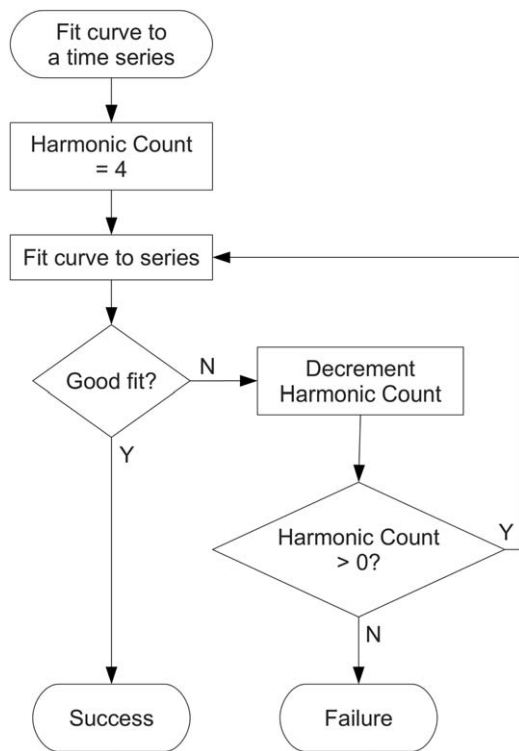 Fit curve to
a time series
Harmonic Count
= 4
Fit curve to series
Good fit?
N
Decrement
Harmonic Count
Y
Harmonic Count
> 0?
Y
N
Success
Failure